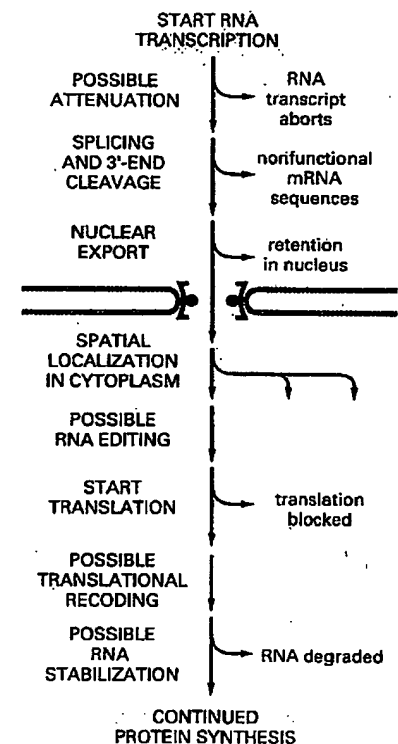 START RNA
TRANSCRIPTION
POSSIBLE
ATTENUATION
RNA
transcript
aborts
SPLICING
AND 3'-END
CLEAVAGE
nonfunctional
mRNA
sequences
NUCLEAR
EXPORT
retention
in nucleus
SPATIAL
LOCALIZATION
IN CYTOPLASM
POSSIBLE
RNA EDITING
START
TRANSLATION
translation
blocked
POSSIBLE
TRANSLATIONAL
RECODING
POSSIBLE
RNA
STABILIZATION
RNA degraded
CONTINUED
PROTEIN SYNTHESIS